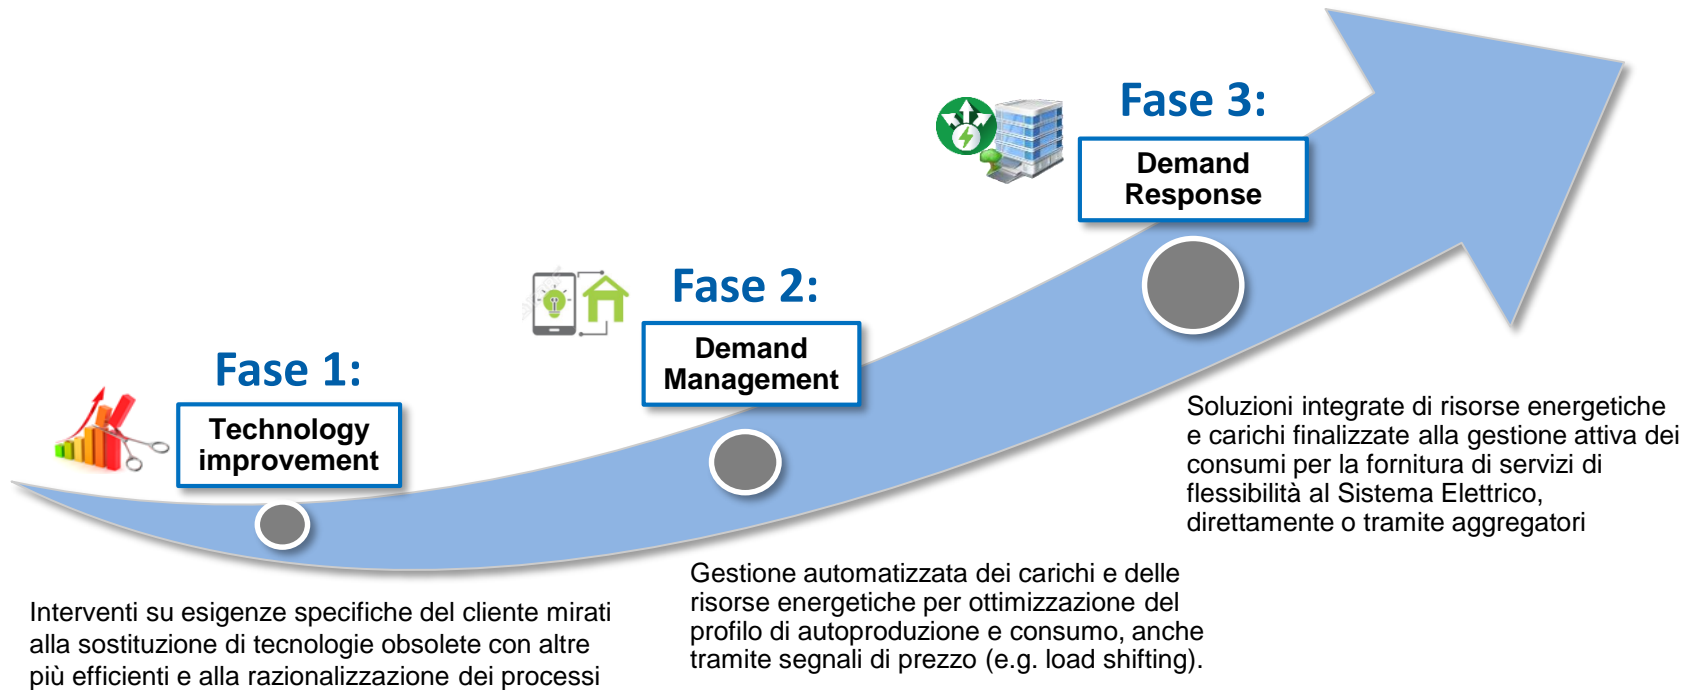 Fase 1:
Technology
improvement
Interventi su esigenze specifiche del cliente mirati
alla sostituzione di tecnologie obsolete con altre
più efficienti e alla razionalizzazione dei processi
Fase 2:
Demand
Management
Gestione automatizzata dei carichi e delle
risorse energetiche per ottimizzazione del
profilo di autoproduzione e consumo, anche
tramite segnali di prezzo (e.g. load shifting).
Fase 3:
Demand
Response
Soluzioni integrate di risorse energetiche
e carichi finalizzate alla gestione attiva dei
consumi per la fornitura di servizi di
flessibilità al Sistema Elettrico,
direttamente o tramite aggregatori